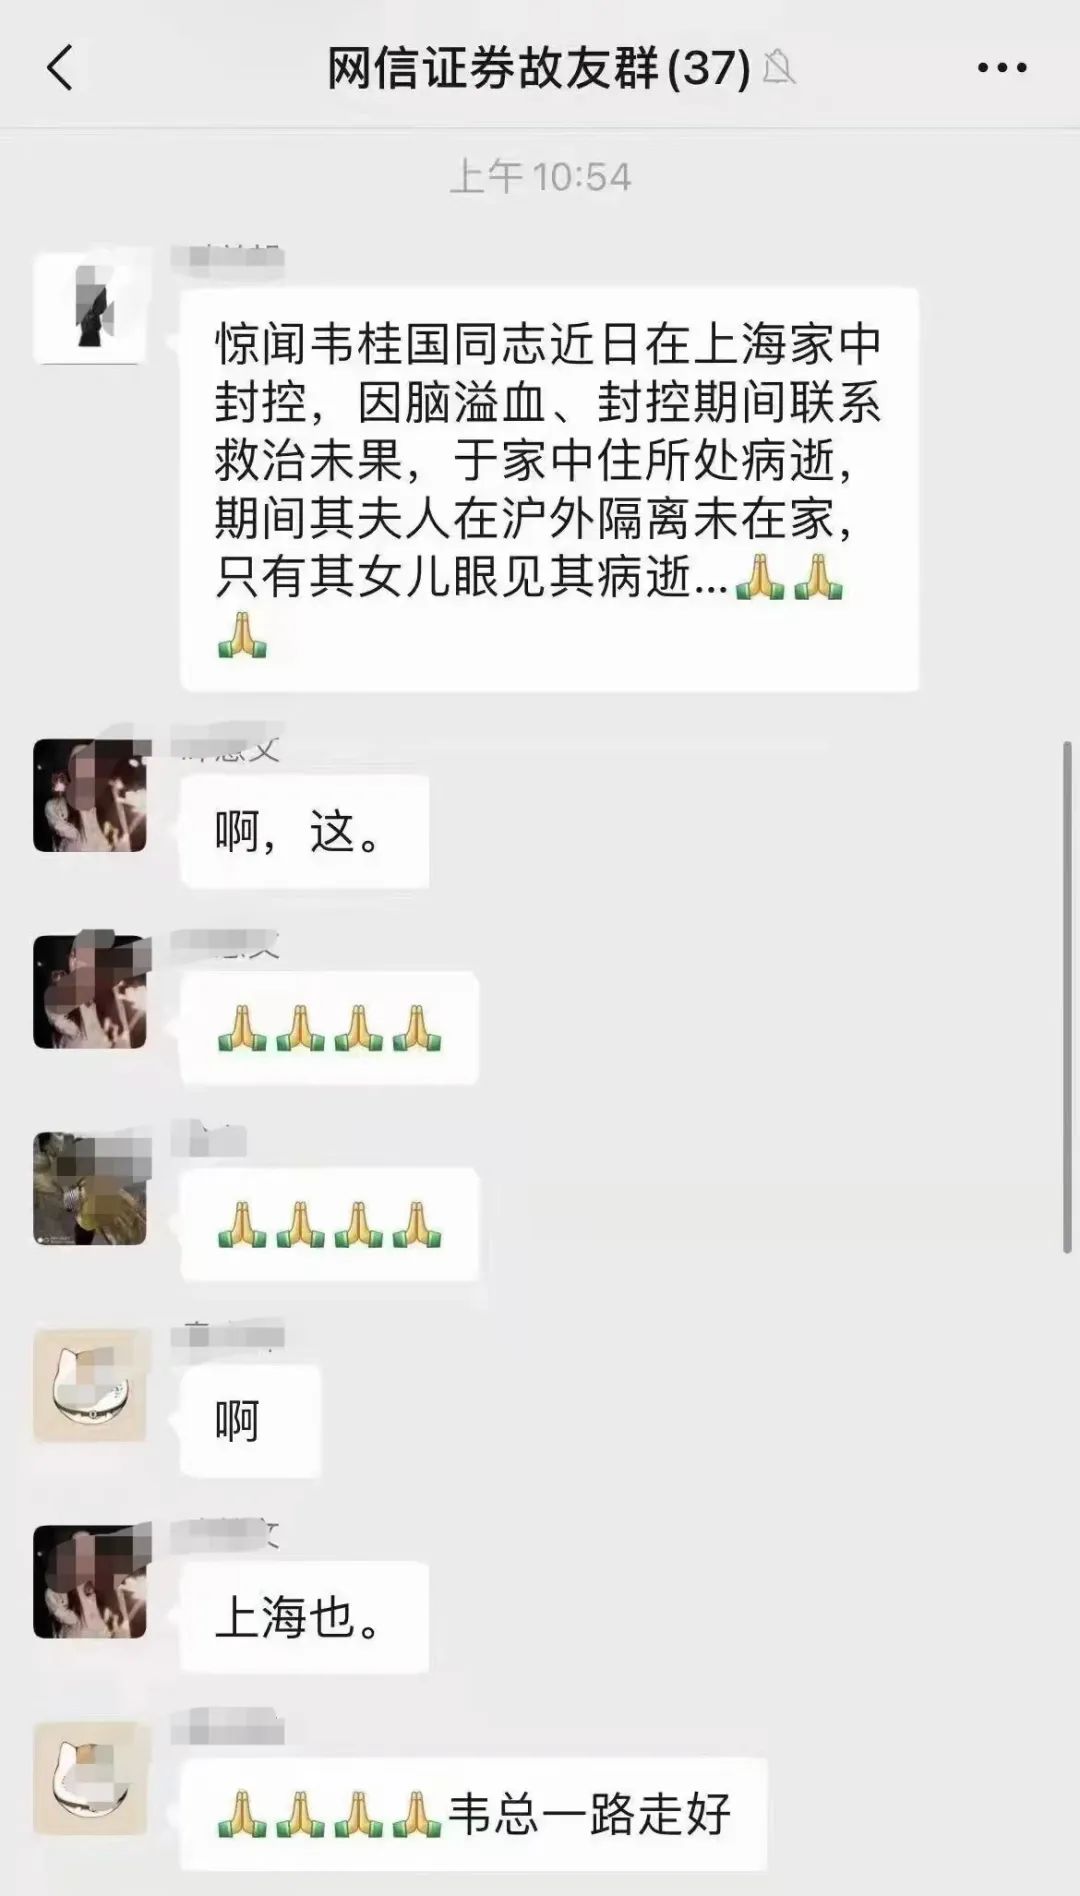 网信证券故友群(37)
上午10:54
惊闻韦桂国同志近日在上海家中
封控，因脑溢血、封控期间联系
救治未果，于家中住所处病逝，
期间其夫人在沪外隔离未在家，
只有其女儿眼见其病逝...🙏🙏
🙏
啊，这。
🙏🙏🙏🙏
🙏🙏🙏🙏
啊
上海也。
🙏🙏🙏🙏韦总一路走好